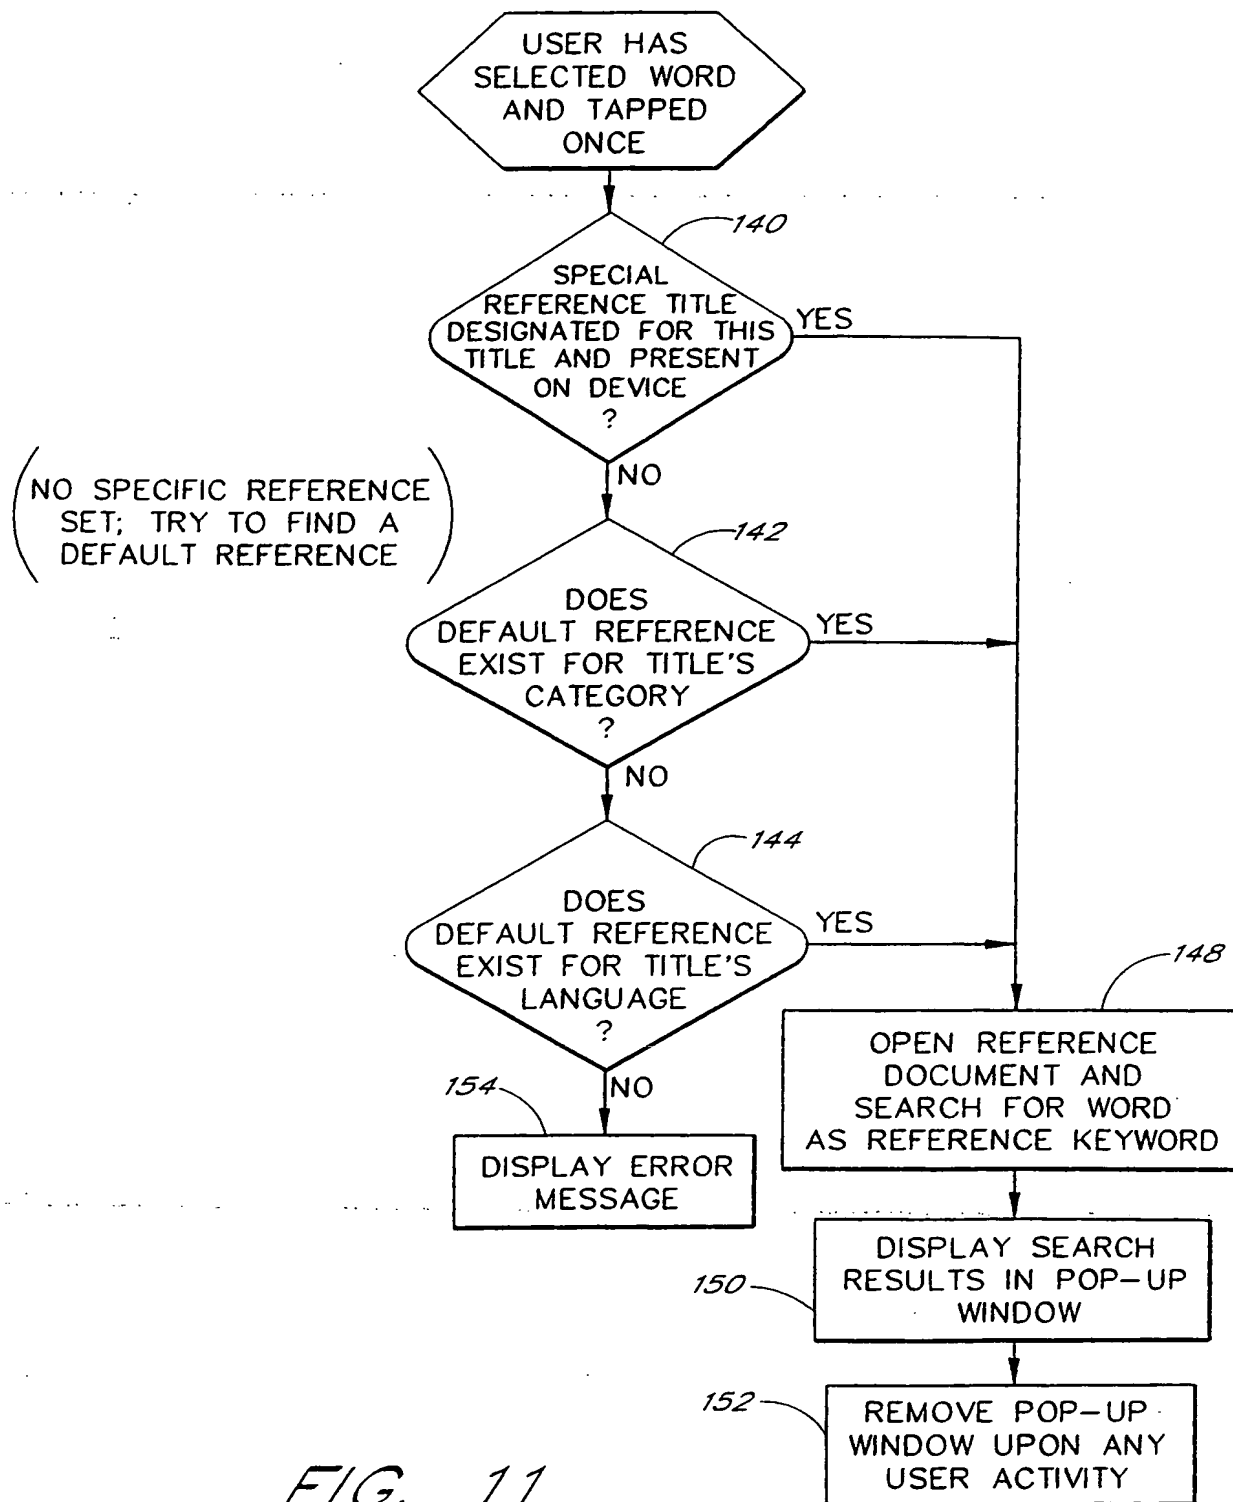 USER HAS
SELECTED WORD
AND TAPPED
ONCE
140
SPECIAL
REFERENCE TITLE
DESIGNATED FOR THIS
TITLE AND PRESENT
ON DEVICE
?
YES
NO
NO SPECIFIC REFERENCE
SET; TRY TO FIND A
DEFAULT REFERENCE
142
DOES
DEFAULT REFERENCE
EXIST FOR TITLE'S
CATEGORY
?
YES
NO
144
DOES
DEFAULT REFERENCE
EXIST FOR TITLE'S
LANGUAGE
?
YES
NO
148
OPEN REFERENCE
DOCUMENT AND
SEARCH FOR WORD
AS REFERENCE KEYWORD
154
DISPLAY ERROR
MESSAGE
150
DISPLAY SEARCH
RESULTS IN POP-UP
WINDOW
152
REMOVE POP-UP
WINDOW UPON ANY
USER ACTIVITY
FIG. 11